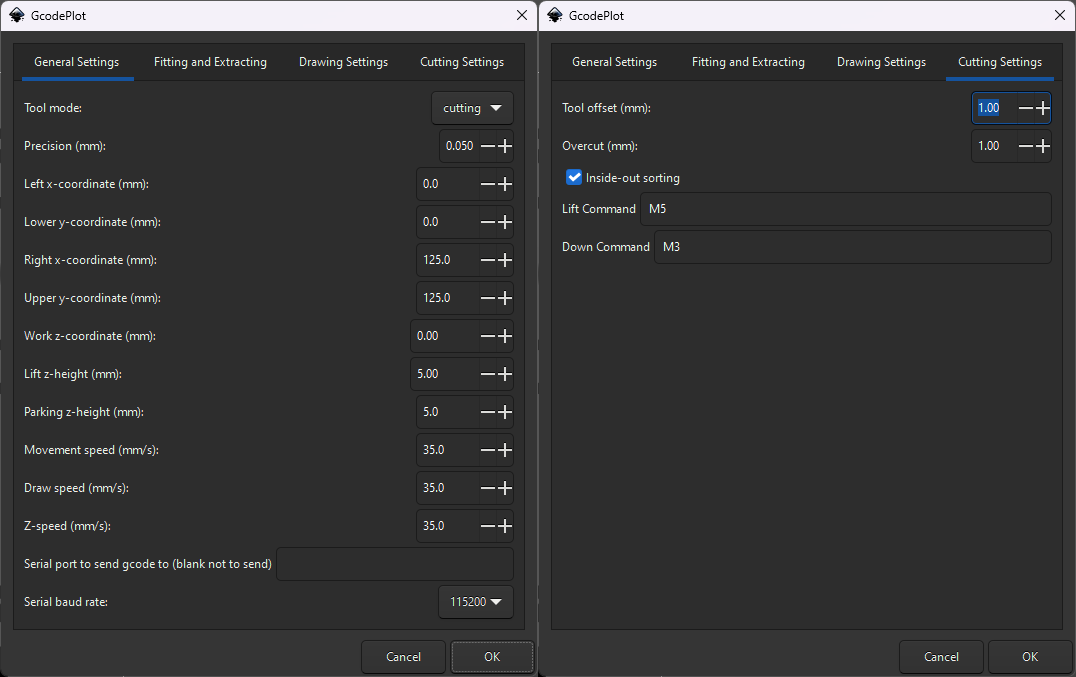 GcodePlot
General Settings Fitting and Extracting Drawing Settings Cutting Settings
Tool mode: cutting
Precision (mm): 0.050
Left x-coordinate (mm): 0.0
Lower y-coordinate (mm): 0.0
Right x-coordinate (mm): 125.0
Upper y-coordinate (mm): 125.0
Work z-coordinate (mm): 0.00
Lift z-height (mm): 5.00
Parking z-height (mm): 5.0
Movement speed (mm/s): 35.0
Draw speed (mm/s): 35.0
Z-speed (mm/s): 35.0
Serial port to send gcode to (blank not to send)
Serial baud rate: 115200
Cancel OK
GcodePlot
General Settings Fitting and Extracting Drawing Settings Cutting Settings
Tool offset (mm): 1.00
Overcut (mm): 1.00
Inside-out sorting
Lift Command M5
Down Command M3
Cancel OK